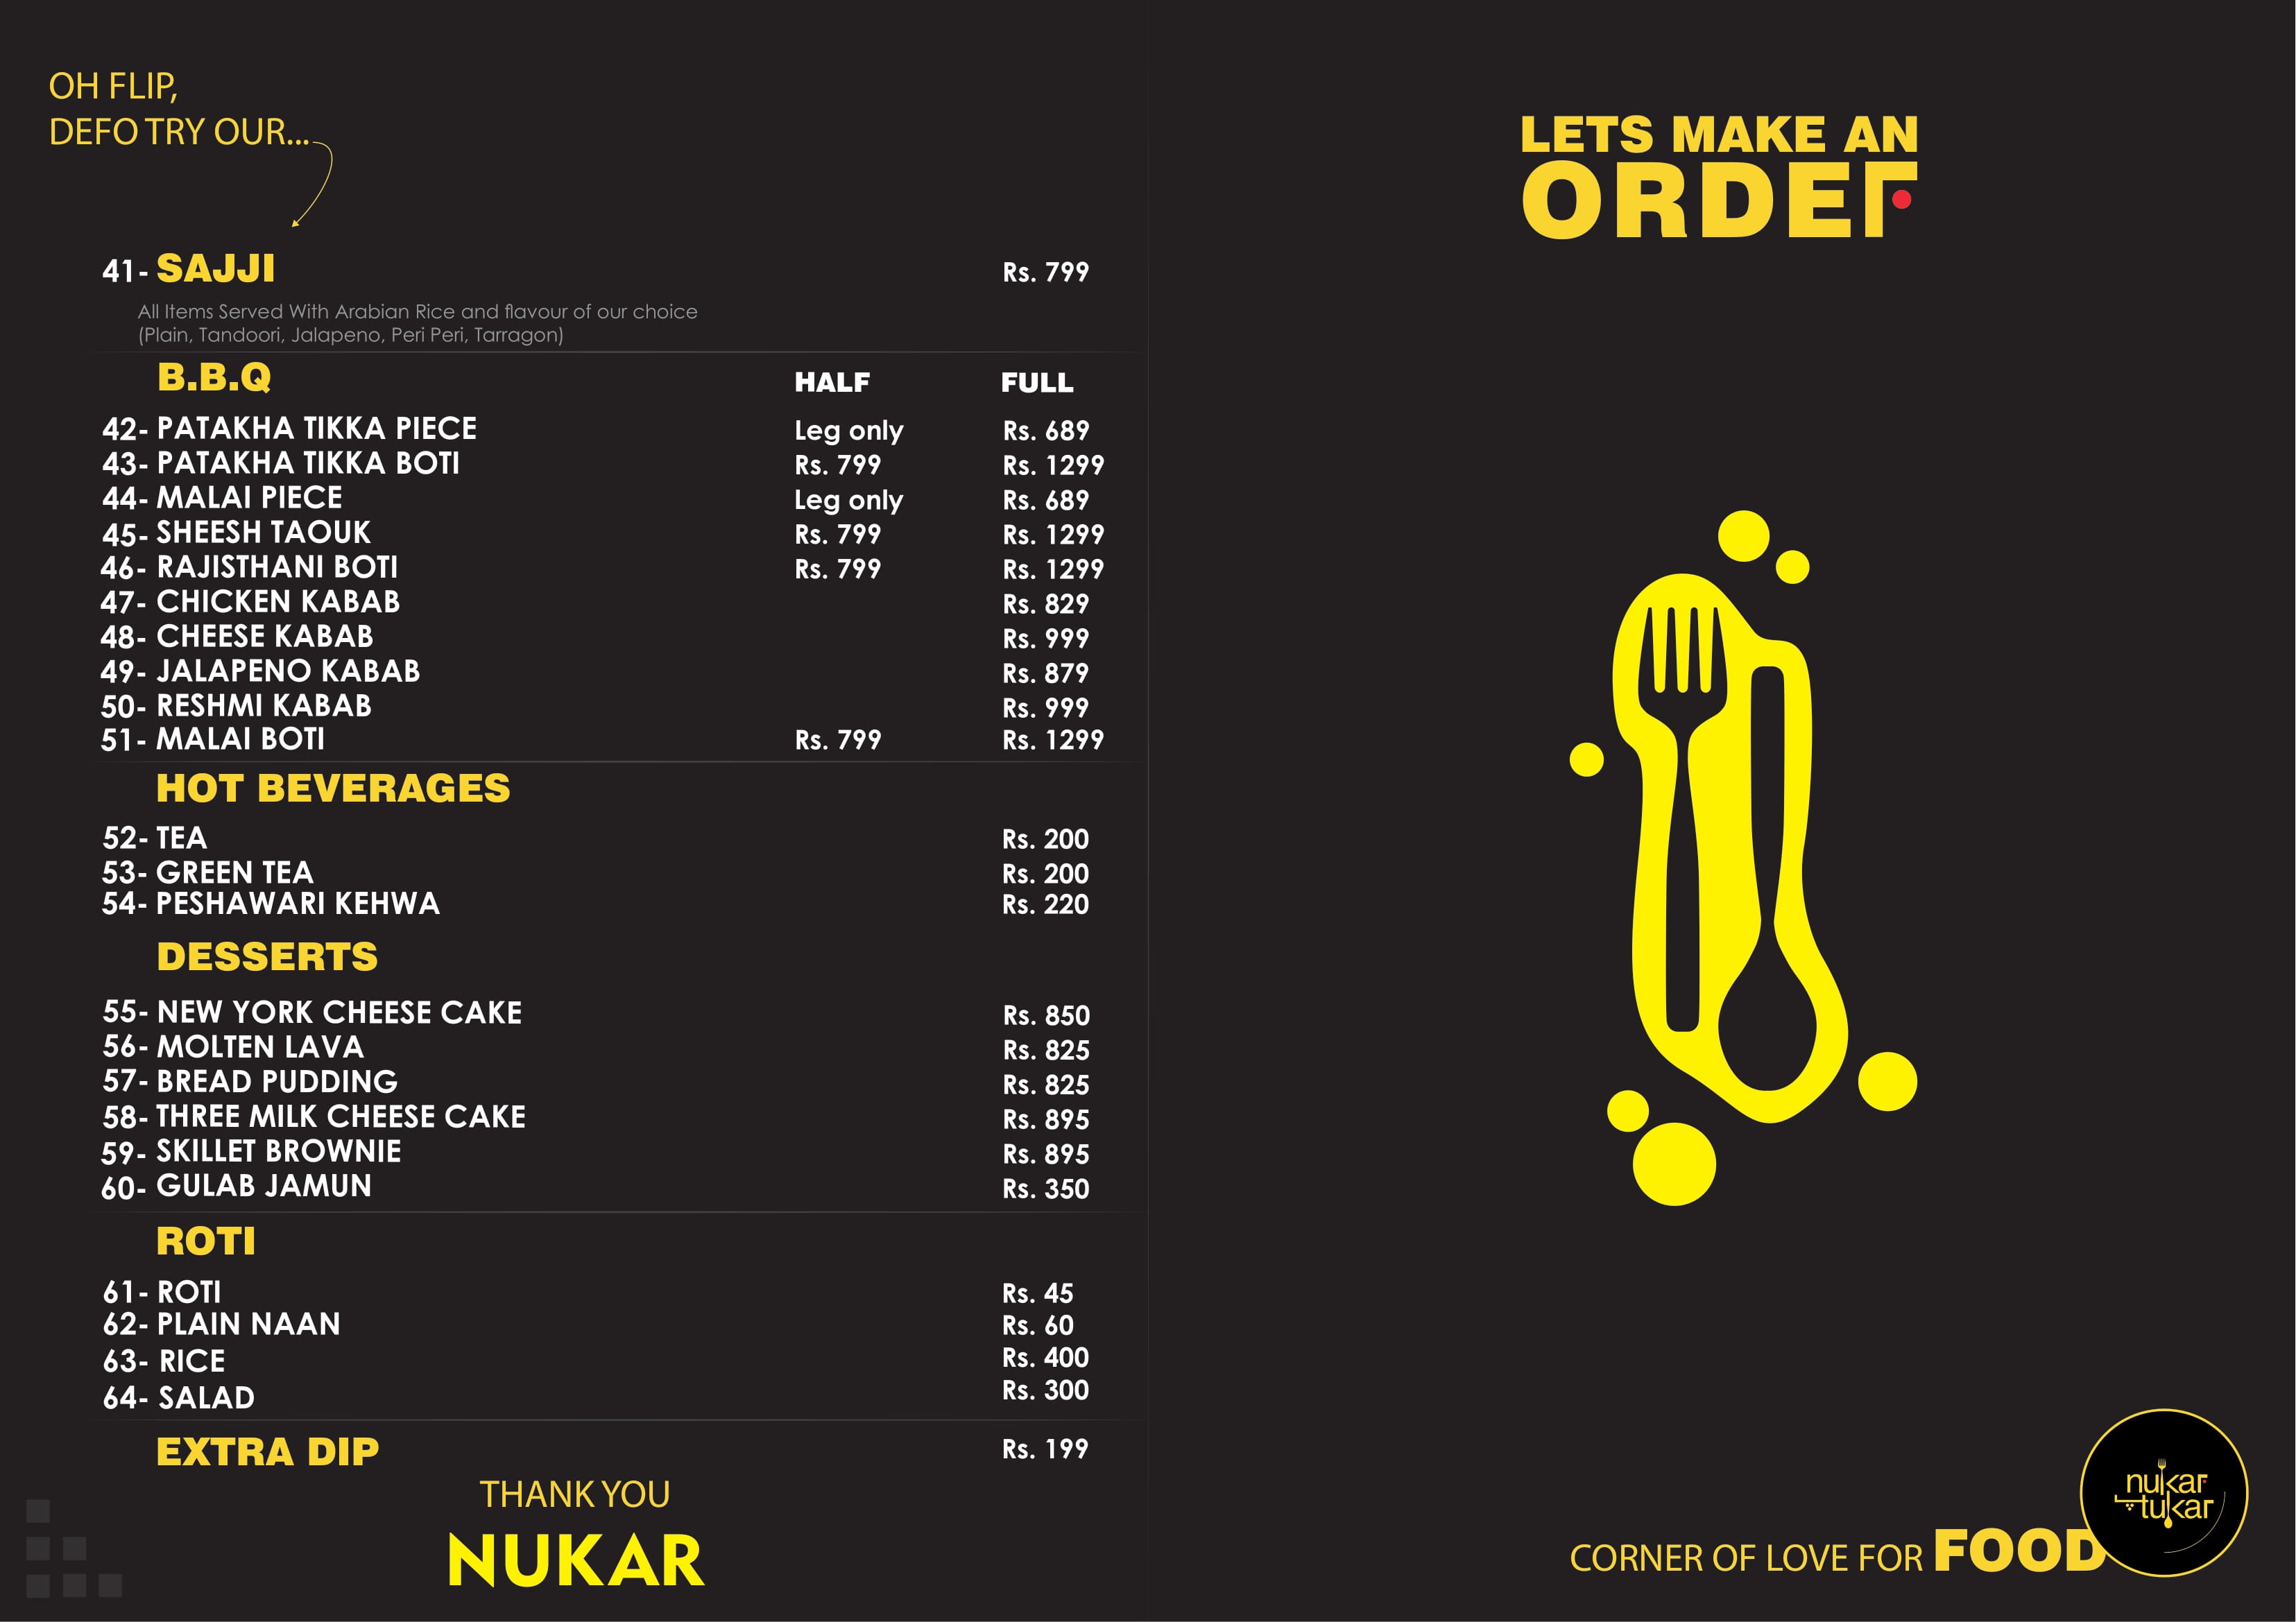 OH FLIP,
DEFO TRY OUR...
41- SAJJI Rs. 799
All Items Served With Arabian Rice and flavour of our choice
(Plain, Tandoori, Jalapeno, Peri Peri, Tarragon)
B.B.Q HALF FULL
42- PATAKHA TIKKA PIECE Leg only Rs. 689
43- PATAKHA TIKKA BOTI Rs. 799 Rs. 1299
44- MALAI PIECE Leg only Rs. 689
45- SHEESH TAOUK Rs. 799 Rs. 1299
46- RAJISTHANI BOTI Rs. 799 Rs. 1299
47- CHICKEN KABAB Rs. 829
48- CHEESE KABAB Rs. 999
49- JALAPENO KABAB Rs. 879
50- RESHMI KABAB Rs. 999
51- MALAI BOTI Rs. 799 Rs. 1299
HOT BEVERAGES
52- TEA Rs. 200
53- GREEN TEA Rs. 200
54- PESHAWARI KEHWA Rs. 220
DESSERTS
55- NEW YORK CHEESE CAKE Rs. 850
56- MOLTEN LAVA Rs. 825
57- BREAD PUDDING Rs. 825
58- THREE MILK CHEESE CAKE Rs. 895
59- SKILLET BROWNIE Rs. 895
60- GULAB JAMUN Rs. 350
ROTI
61- ROTI Rs. 45
62- PLAIN NAAN Rs. 60
63- RICE Rs. 400
64- SALAD Rs. 300
EXTRA DIP Rs. 199
THANK YOU
NUKAR
LETS MAKE AN
ORDER
CORNER OF LOVE FOR FOOD
nukar
tukar